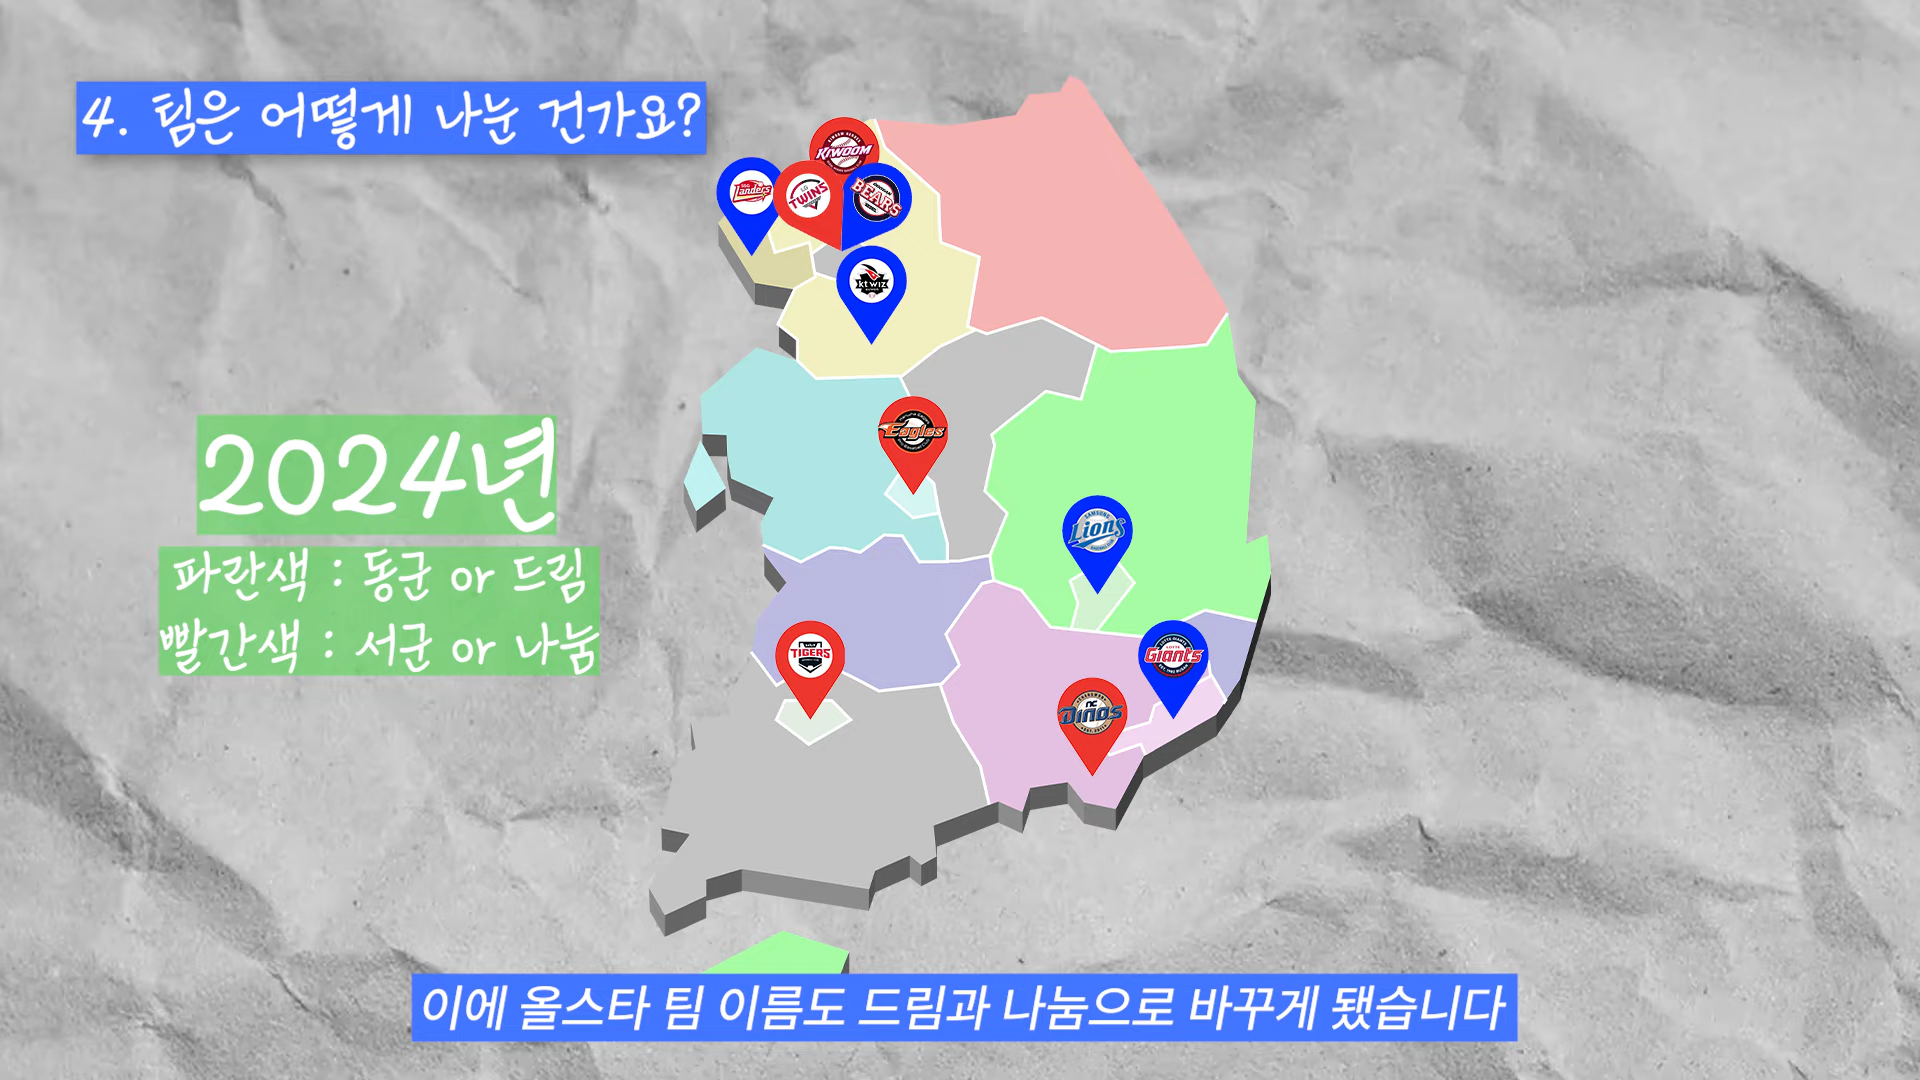 4. 팀은 어떻게 나눈 건가요?
KIWOOM
Landers
LG
TWINS
BEARS
kt wiz
2024년
Eagles
파란색 : 동군 or 드림
빨간색 : 서군 or 나눔
SAMSUNG
Lions
TIGERS
Giants
NC
DINOS
이에 올스타 팀 이름도 드림과 나눔으로 바꾸게 됐습니다